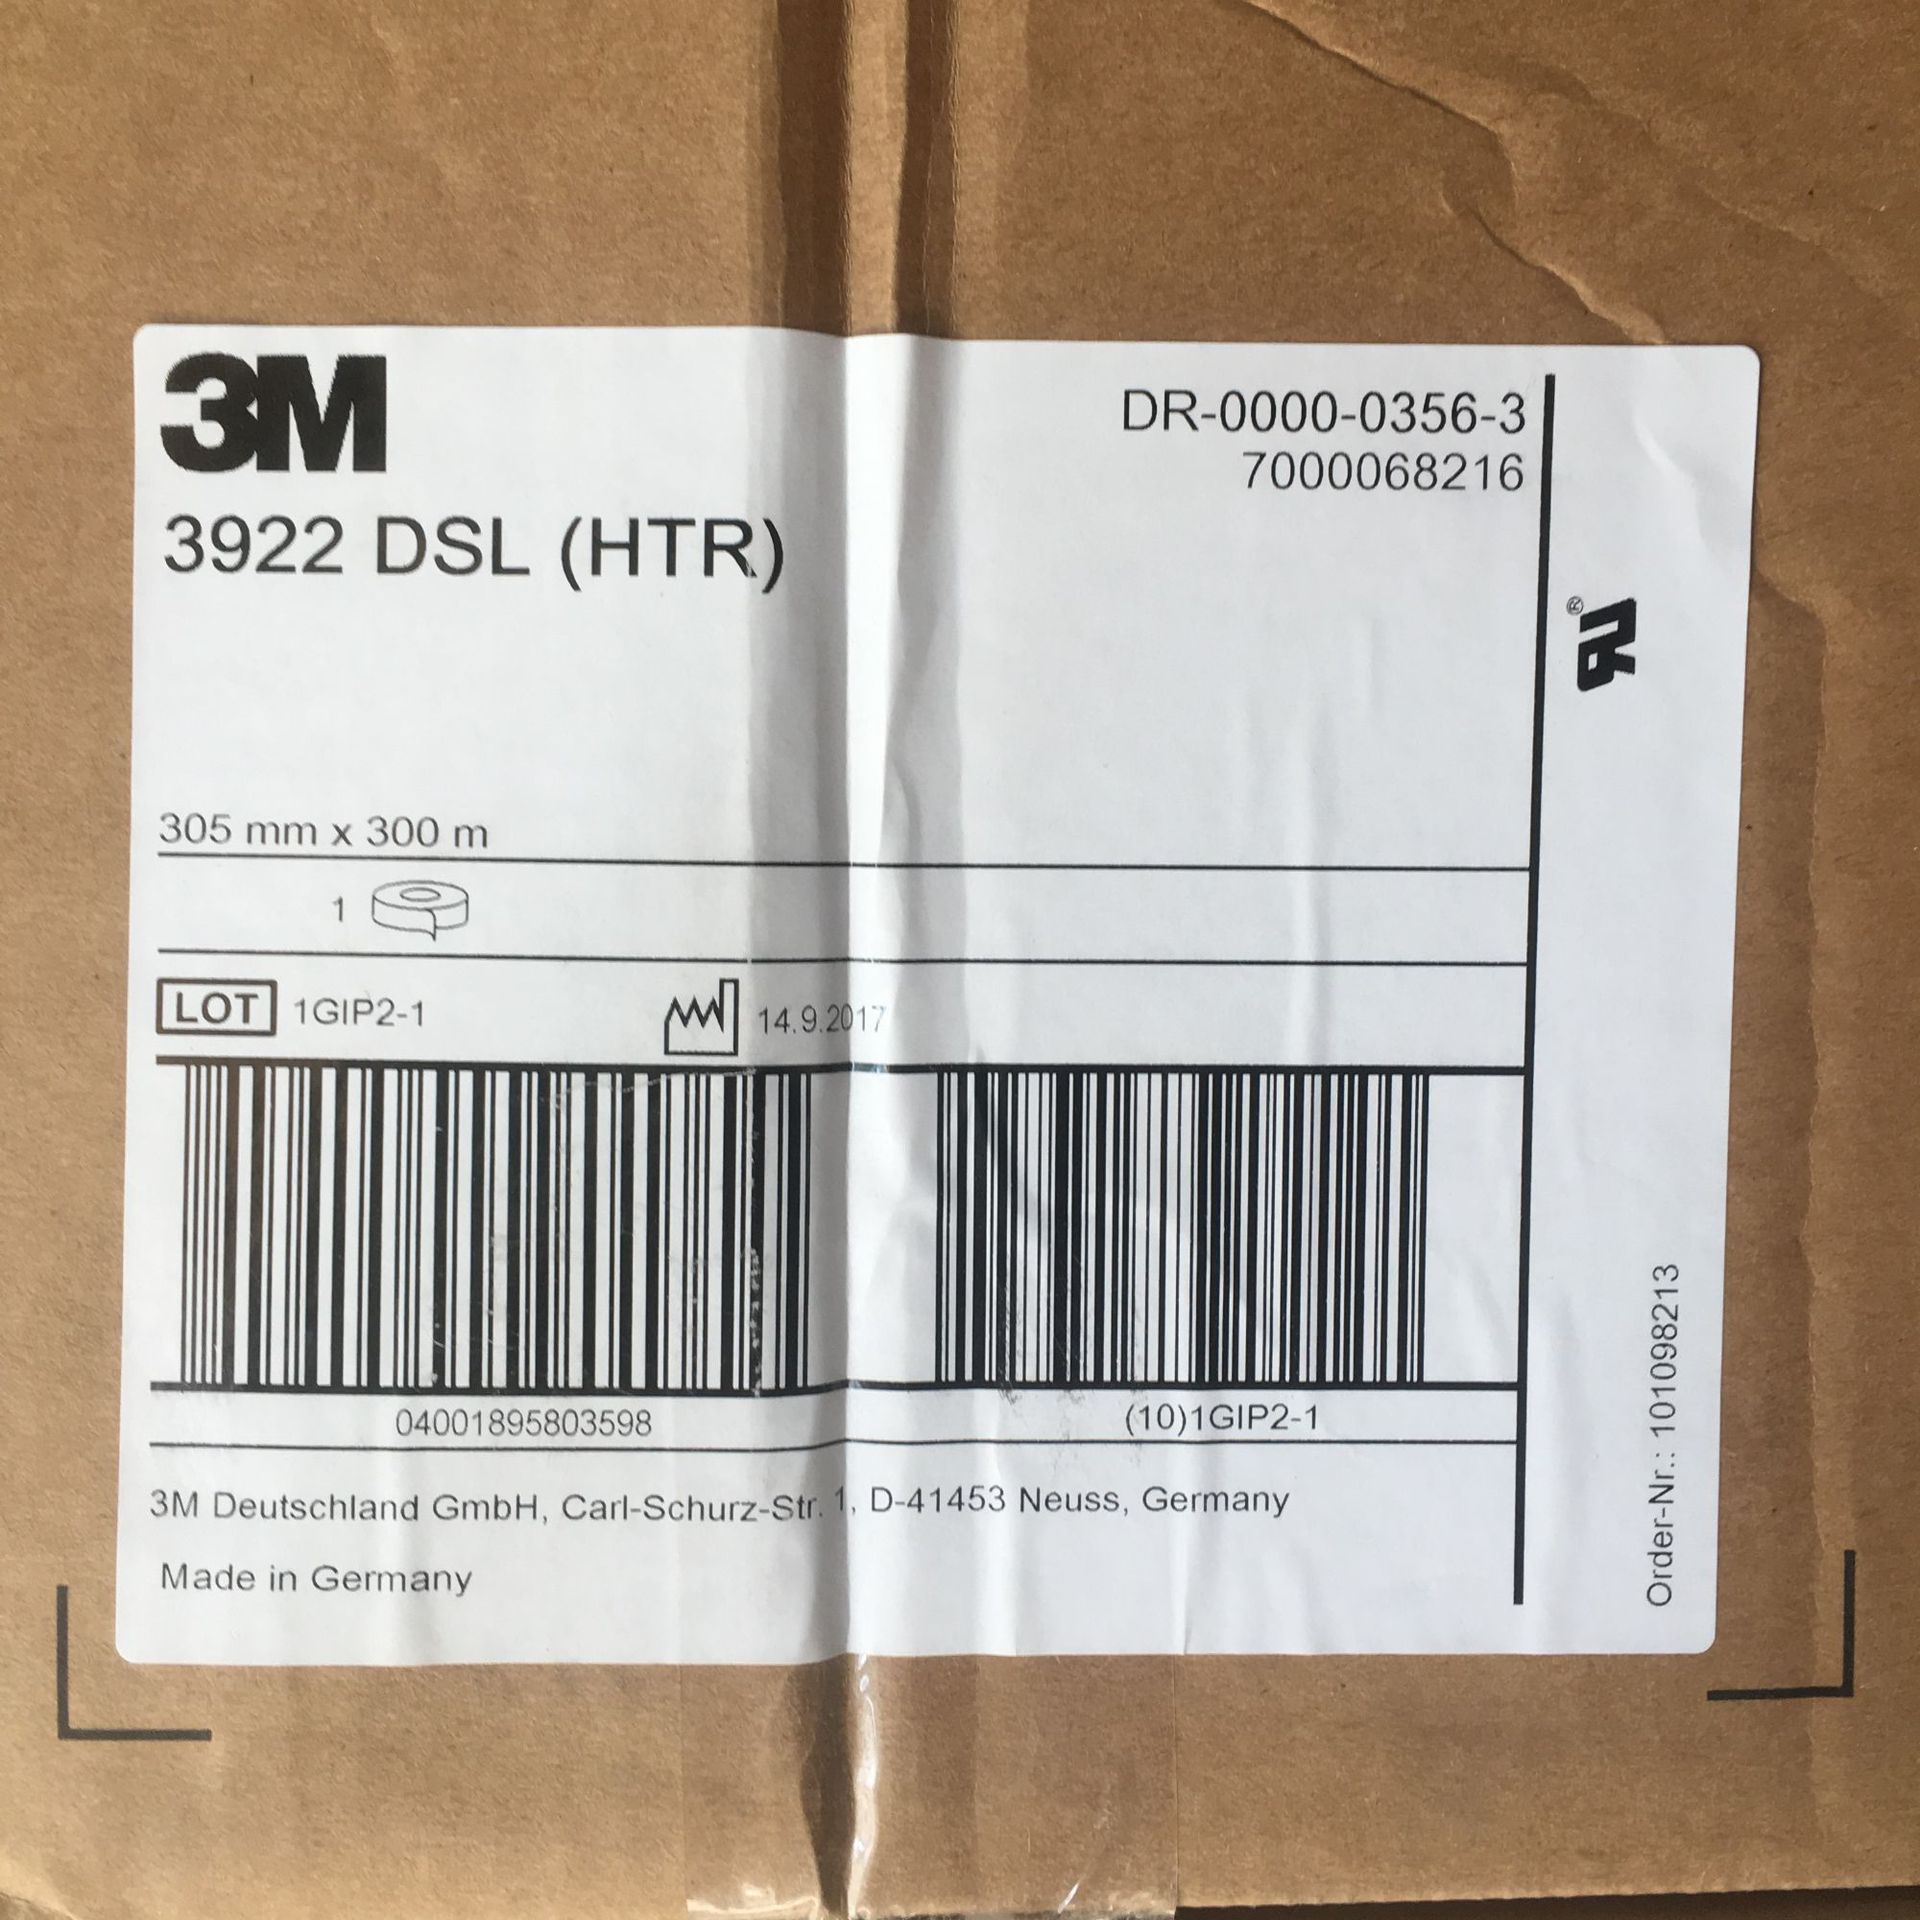 3M
DR-0000-0356-3
7000068216
3922 DSL (HTR)
305 mm x 300 m
1
LOT 1GIP2-1 14.9.2017
04001895803598
(10)1GIP2-1
3M Deutschland GmbH, Carl-Schurz-Str. 1, D-41453 Neuss, Germany
Made in Germany
RU®
Order-Nr.: 101098213